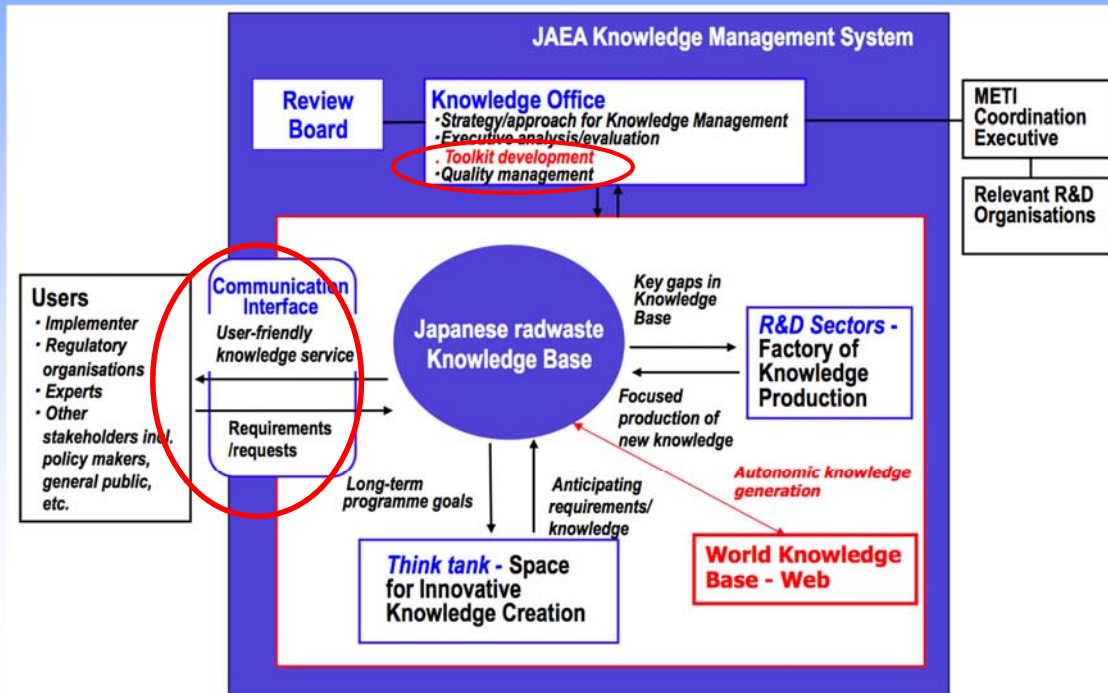 JAEA Knowledge Management System
Review
Board
Knowledge Office
・Strategy/approach for Knowledge Management
・Executive analysis/evaluation
. Toolkit development
・Quality management
METI
Coordination
Executive
Relevant R&D
Organisations
Users
・ Implementer
・ Regulatory
organisations
・ Experts
・ Other
stakeholders incl.
policy makers,
general public,
etc.
Communication
Interface
User-friendly
knowledge service
Requirements
/requests
Japanese radwaste
Knowledge Base
Key gaps in
Knowledge
Base
Focused
production of
new knowledge
R&D Sectors -
Factory of
Knowledge
Production
Long-term
programme goals
Anticipating
requirements/
knowledge
Autonomic knowledge
generation
Think tank - Space
for Innovative
Knowledge Creation
World Knowledge
Base - Web